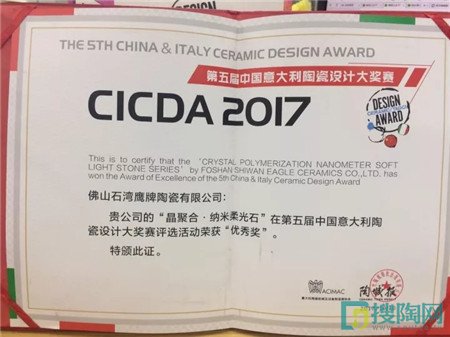 THE 5TH CHINA & ITALY CERAMIC DESIGN AWARD
第五届中国意大利陶瓷设计大奖赛
CICDA 2017
DESIGN
AWARD
This is to certify that the "CRYSTAL POLYMERIZATION NANOMETER SOFT
LIGHT STONE SERIES" by FOSHAN SHIWAN EAGLE CERAMICS CO.,LTD. has
won the Award of Excellence of the 5th China & Italy Ceramic Design Award
佛山石湾鹰牌陶瓷有限公司:
贵公司的“晶聚合·纳米柔光石”在第五届中国意大利陶
瓷设计大奖赛评选活动荣获“优秀奖”。
特颁此证。
ACIMAC
陶城报
搜陶网